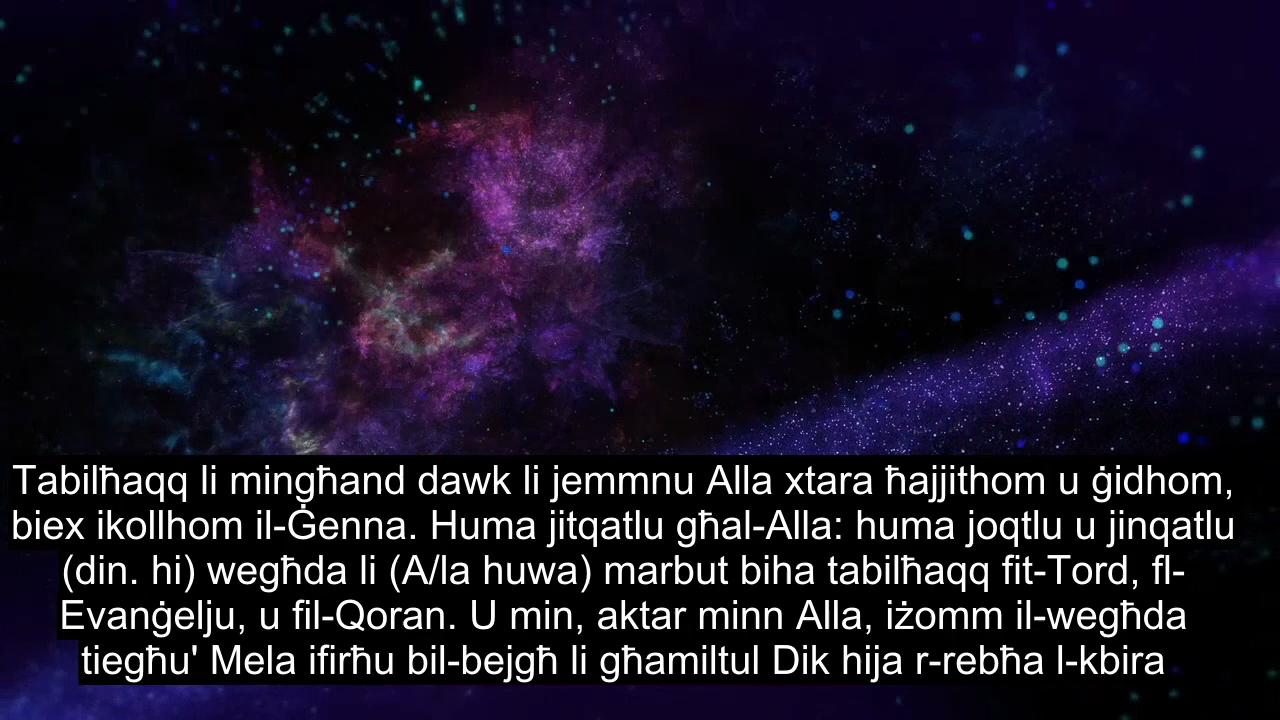 Tabilħaqq li mingħand dawk li jemmnu Alla xtara ħajjithom u ġidhom,
biex ikollhom il-Ġenna. Huma jitqatlu għal-Alla: huma joqtlu u jinqatlu
(din. hi) wegħda li (A/la huwa) marbut biha tabilħaqq fit-Tord, fl-
Evanġelju, u fil-Qoran. U min, aktar minn Alla, iżomm il-wegħda
tiegħu' Mela ifirħu bil-bejgħ li għamiltul Dik hija r-rebħa l-kbira